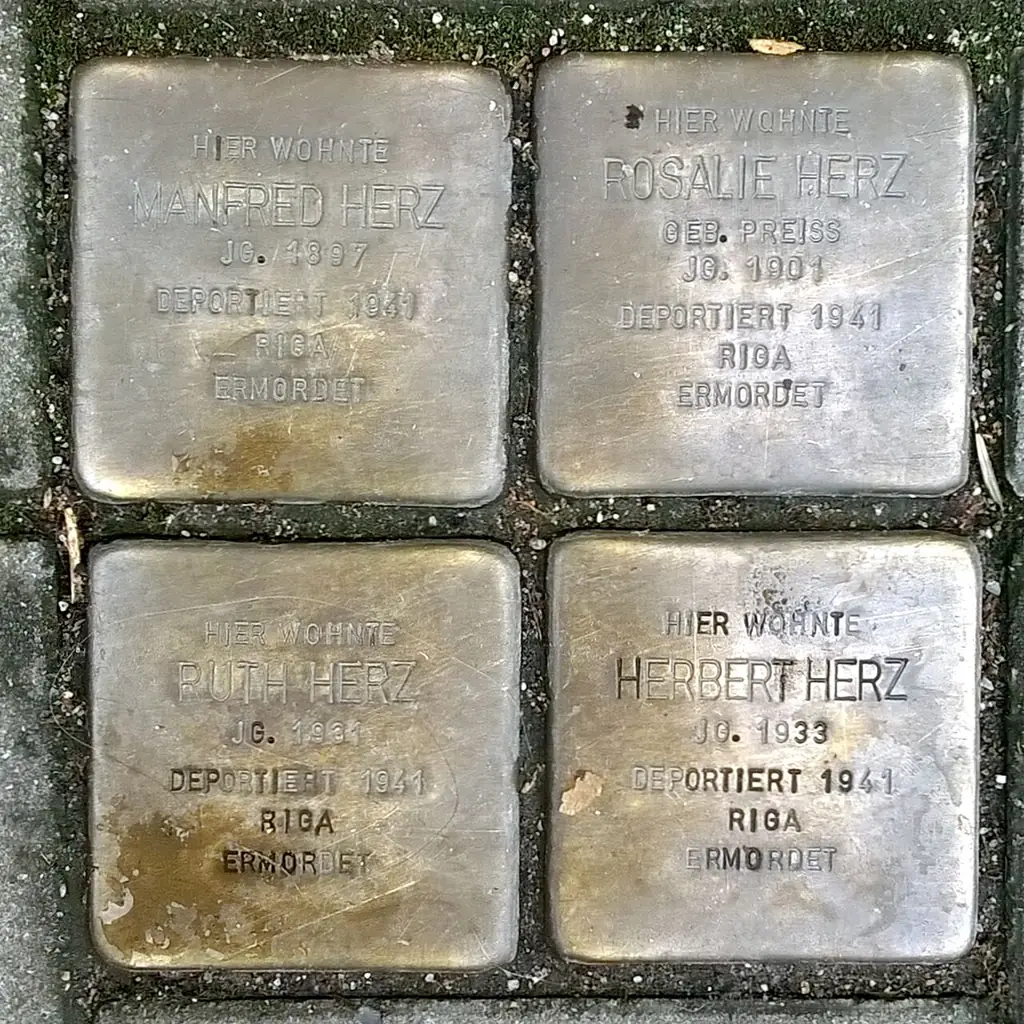 HIER WOHNTE
MANFRED HERZ
JG. 1897
DEPORTIERT 1941
RIGA
ERMORDET
HIER WOHNTE
ROSALIE HERZ
GEB. PREISS
JG. 1901
DEPORTIERT 1941
RIGA
ERMORDET
HIER WOHNTE
RUTH HERZ
JG. 1931
DEPORTIERT 1941
RIGA
ERMORDET
HIER WOHNTE
HERBERT HERZ
JG. 1933
DEPORTIERT 1941
RIGA
ERMORDET